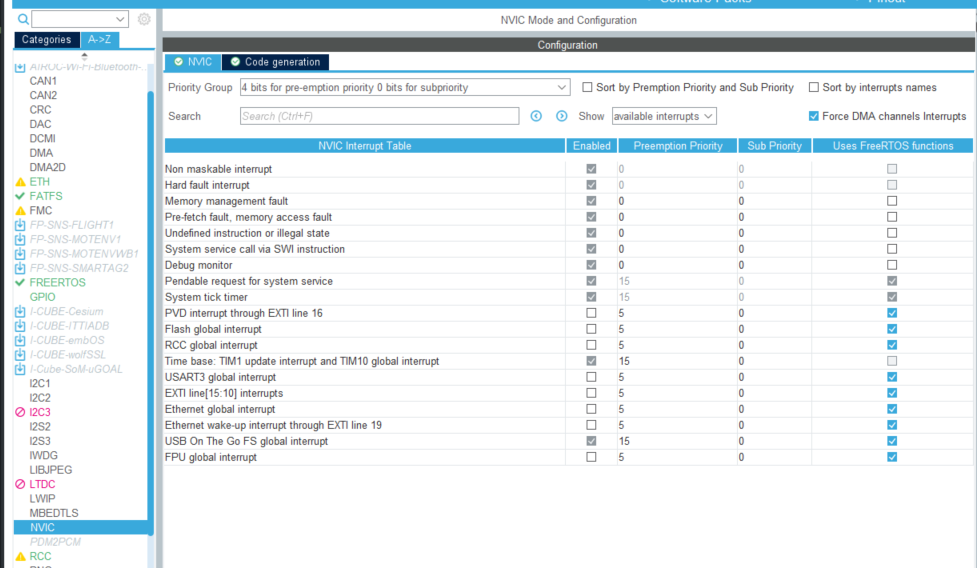 Software Packs
Pinout
NVIC Mode and Configuration
Categories A->Z
Configuration
NVIC Code generation
Priority Group 4 bits for pre-emption priority 0 bits for subpriority Sort by Premption Priority and Sub Priority Sort by interrupts names
Search Search (Ctrl+F) Show available interrupts Force DMA channels Interrupts
NVIC Interrupt Table Enabled Preemption Priority Sub Priority Uses FreeRTOS functions
Non maskable interrupt 0 0
Hard fault interrupt 0 0
Memory management fault 0 0
Pre-fetch fault, memory access fault 0 0
Undefined instruction or illegal state 0 0
System service call via SWI instruction 0 0
Debug monitor 0 0
Pendable request for system service 15 0
System tick timer 15 0
PVD interrupt through EXTI line 16 5 0
Flash global interrupt 5 0
RCC global interrupt 5 0
Time base: TIM1 update interrupt and TIM10 global interrupt 15 0
USART3 global interrupt 5 0
EXTI line[15:10] interrupts 5 0
Ethernet global interrupt 5 0
Ethernet wake-up interrupt through EXTI line 19 5 0
USB On The Go FS global interrupt 15 0
FPU global interrupt 5 0
AIROC-Wi-Fi-Bluetooth-...
CAN1
CAN2
CRC
DAC
DCMI
DMA
DMA2D
ETH
FATFS
FMC
FP-SNS-FLIGHT1
FP-SNS-MOTENV1
FP-SNS-MOTENVWB1
FP-SNS-SMARTAG2
FREERTOS
GPIO
I-CUBE-Cesium
I-CUBE-ITTIADB
I-CUBE-embOS
I-CUBE-wolfSSL
I-Cube-SoM-uGOAL
I2C1
I2C2
I2C3
I2S2
I2S3
IWDG
LIBJPEG
LTDC
LWIP
MBEDTLS
NVIC
PDM2PCM
RCC